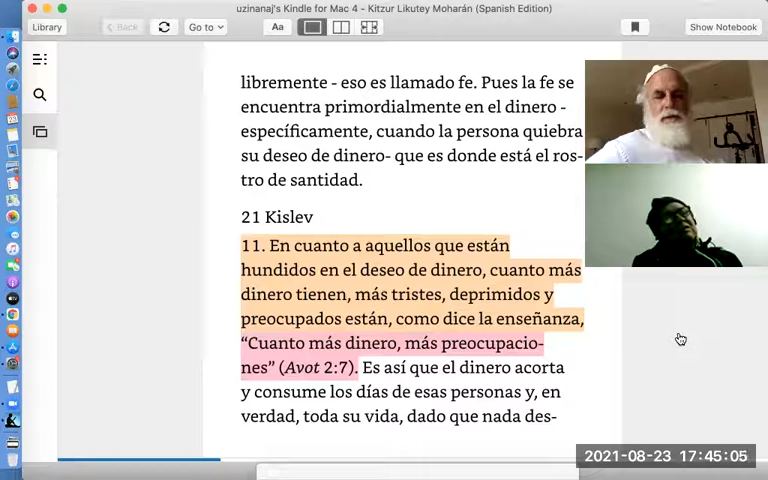 uzinanaj's Kindle for Mac 4 - Kitzur Likutey Moharán (Spanish Edition)
Library
Back
Go to
Aa
Show Notebook
libremente - eso es llamado fe. Pues la fe se
encuentra primordialmente en el dinero -
específicamente, cuando la persona quiebra
su deseo de dinero- que es donde está el ros-
tro de santidad.
21 Kislev
11. En cuanto a aquellos que están
hundidos en el deseo de dinero, cuanto más
dinero tienen, más tristes, deprimidos y
preocupados están, como dice la enseñanza,
“Cuanto más dinero, más preocupacio-
nes” (Avot 2:7). Es así que el dinero acorta
y consume los días de esas personas y, en
verdad, toda su vida, dado que nada des-
2021-08-23 17:45:05